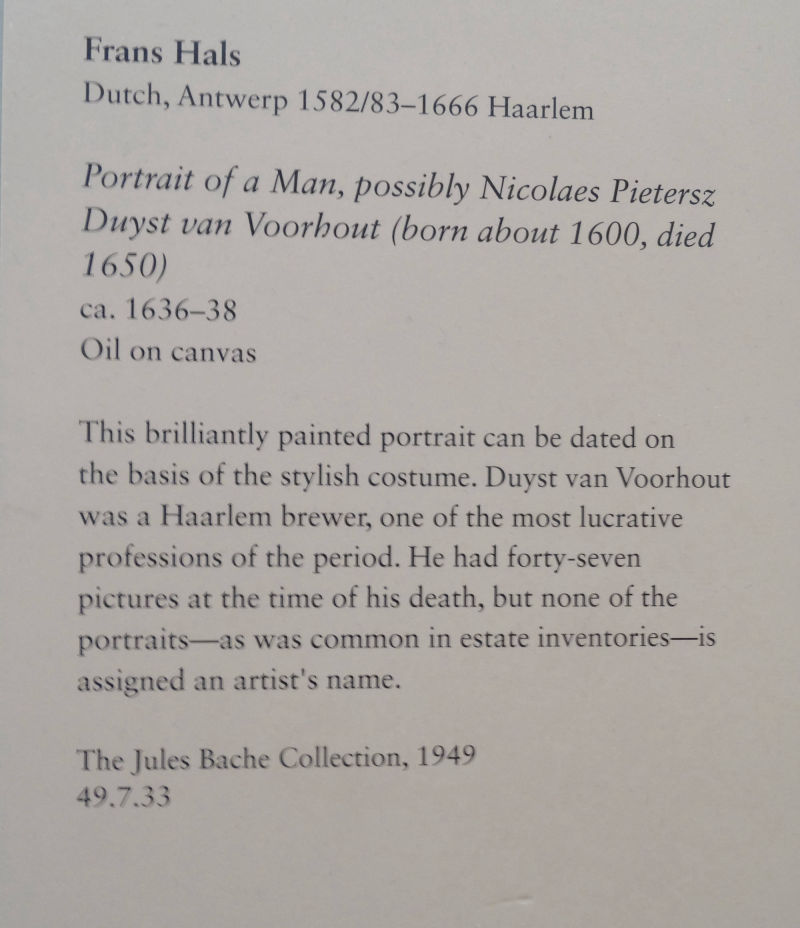 Frans Hals
Dutch, Antwerp 1582/83–1666 Haarlem
Portrait of a Man, possibly Nicolaes Pietersz
Duyst van Voorhout (born about 1600, died
1650)
ca. 1636–38
Oil on canvas
This brilliantly painted portrait can be dated on
the basis of the stylish costume. Duyst van Voorhout
was a Haarlem brewer, one of the most lucrative
professions of the period. He had forty-seven
pictures at the time of his death, but none of the
portraits—as was common in estate inventories—is
assigned an artist's name.
The Jules Bache Collection, 1949
49.7.33